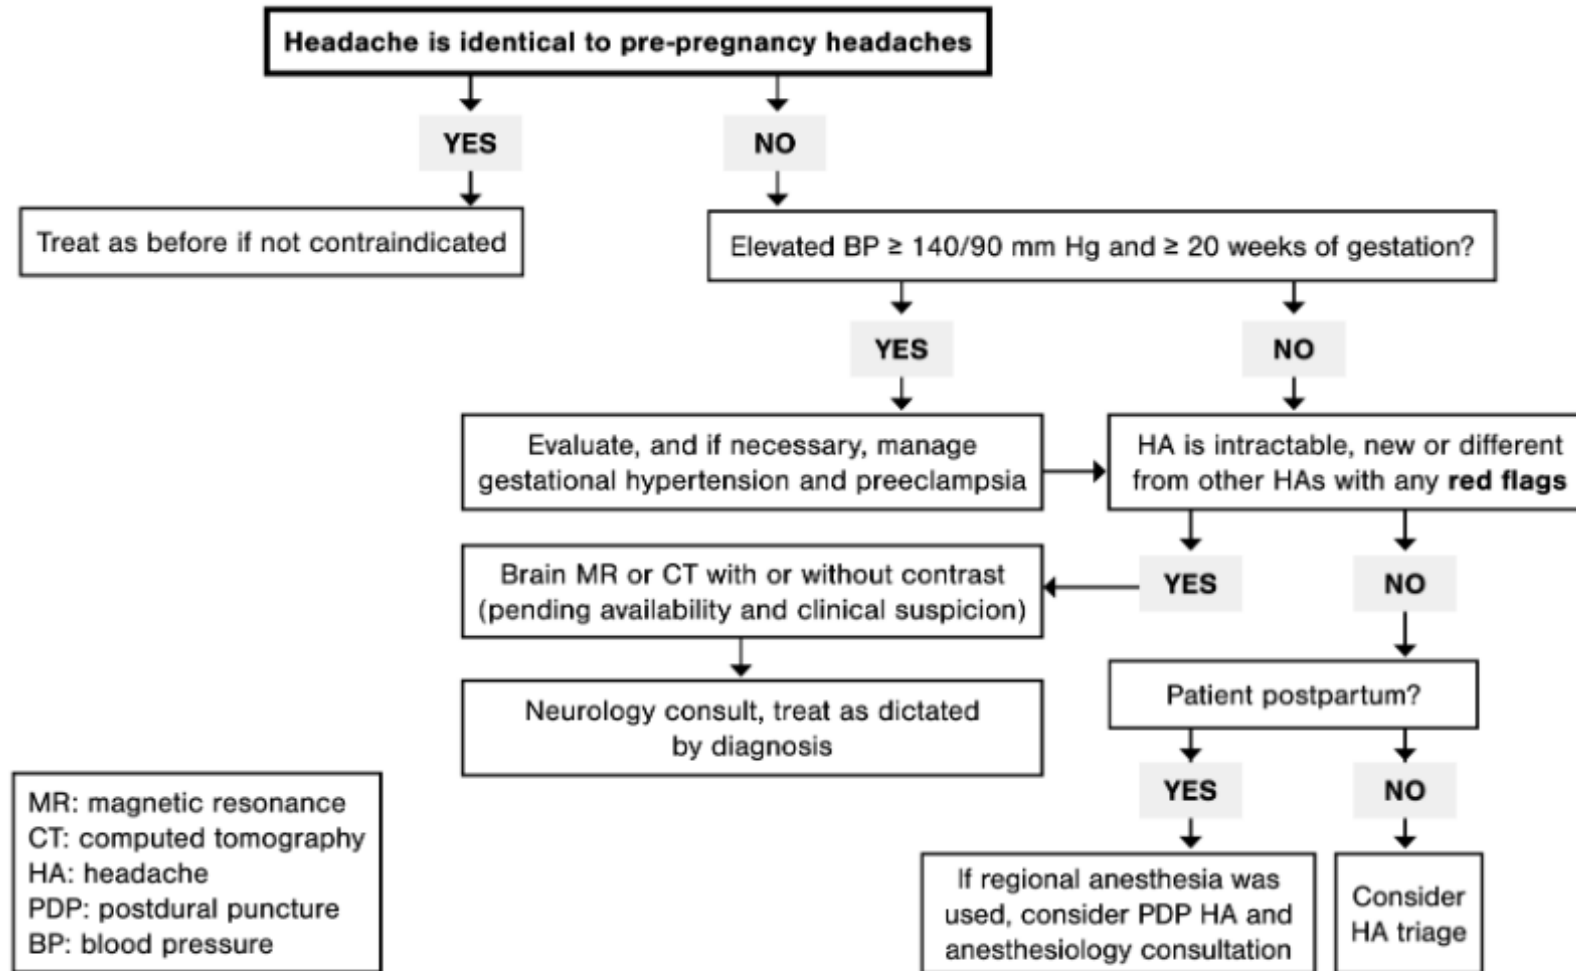 Headache is identical to pre-pregnancy headaches
YES
NO
Treat as before if not contraindicated
Elevated BP ≥ 140/90 mm Hg and ≥ 20 weeks of gestation?
YES
NO
Evaluate, and if necessary, manage
gestational hypertension and preeclampsia
HA is intractable, new or different
from other HAs with any red flags
Brain MR or CT with or without contrast
(pending availability and clinical suspicion)
YES
NO
Neurology consult, treat as dictated
by diagnosis
Patient postpartum?
YES
NO
If regional anesthesia was
used, consider PDP HA and
anesthesiology consultation
Consider
HA triage
MR: magnetic resonance
CT: computed tomography
HA: headache
PDP: postdural puncture
BP: blood pressure